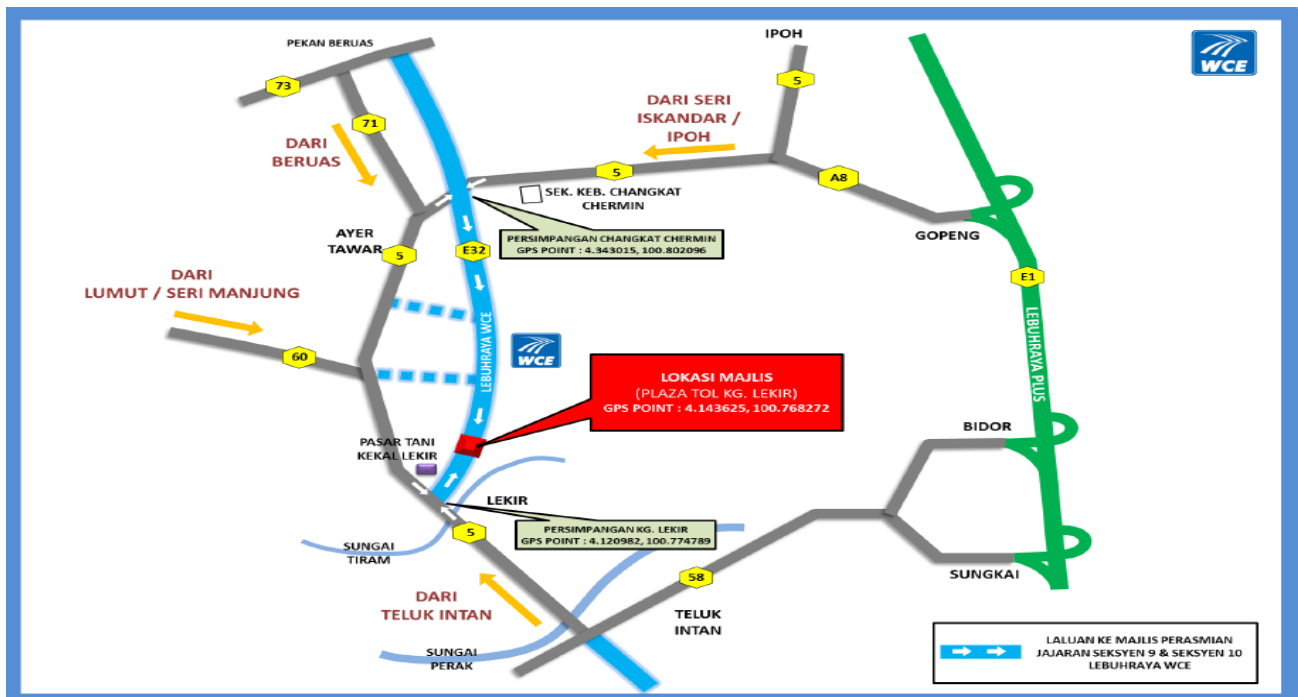 PEKAN BERUAS
IPOH
WCE
73
5
71
DARI SERI
ISKANDAR /
IPOH
DARI
BERUAS
5
A8
SEK. KEB. CHANGKAT
CHERMIN
AYER
TAWAR
GOPENG
PERSIMPANGAN CHANGKAT CHERMIN
GPS POINT : 4.343015, 100.802096
5
E32
E1
DARI
LUMUT / SERI MANJUNG
60
LEBUHRAYA WCE
WCE
LEBUHRAYA PLUS
LOKASI MAJLIS
(PLAZA TOL KG. LEKIR)
GPS POINT : 4.143625, 100.768272
BIDOR
PASAR TANI
KEKAL LEKIR
LEKIR
PERSIMPANGAN KG. LEKIR
GPS POINT : 4.120982, 100.774789
5
SUNGAI
TIRAM
58
SUNGKAI
DARI
TELUK INTAN
TELUK
INTAN
SUNGAI
PERAK
LALUAN KE MAJLIS PERASMIAN
JAJARAN SEKSYEN 9 & SEKSYEN 10
LEBUHRAYA WCE